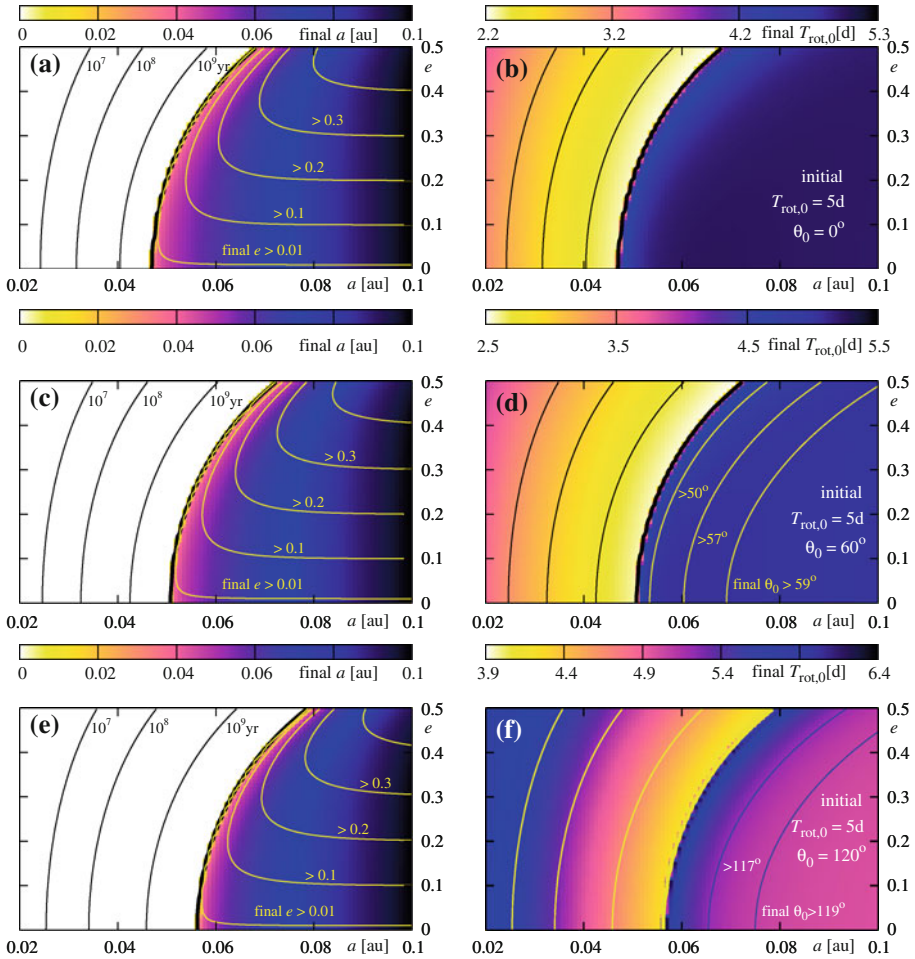 0 0.02 0.04 0.06 final a [au] 0.1
2.2 3.2 4.2 final T_rot,0[d] 5.3
(a)
10^7
10^8
10^9 yr
> 0.3
> 0.2
> 0.1
final e > 0.01
0.5
e
0.4
0.3
0.2
0.1
0
0.02 0.04 0.06 0.08 a [au] 0.1
(b)
initial
T_rot,0 = 5d
θ_0 = 0°
0.5
e
0.4
0.3
0.2
0.1
0
0.02 0.04 0.06 0.08 a [au] 0.1
0 0.02 0.04 0.06 final a [au] 0.1
2.5 3.5 4.5 final T_rot,0[d] 5.5
(c)
10^7
10^8
10^9 yr
> 0.3
> 0.2
> 0.1
final e > 0.01
0.5
e
0.4
0.3
0.2
0.1
0
0.02 0.04 0.06 0.08 a [au] 0.1
(d)
initial
T_rot,0 = 5d
θ_0 = 60°
>50°
>57°
final θ_0 > 59°
0.5
e
0.4
0.3
0.2
0.1
0
0.02 0.04 0.06 0.08 a [au] 0.1
0 0.02 0.04 0.06 final a [au] 0.1
3.9 4.4 4.9 5.4 final T_rot,0[d] 6.4
(e)
10^7
10^8
10^9 yr
> 0.3
> 0.2
> 0.1
final e > 0.01
0.5
e
0.4
0.3
0.2
0.1
0
0.02 0.04 0.06 0.08 a [au] 0.1
(f)
initial
T_rot,0 = 5d
θ_0 = 120°
>117°
final θ_0>119°
0.5
e
0.4
0.3
0.2
0.1
0
0.02 0.04 0.06 0.08 a [au] 0.1